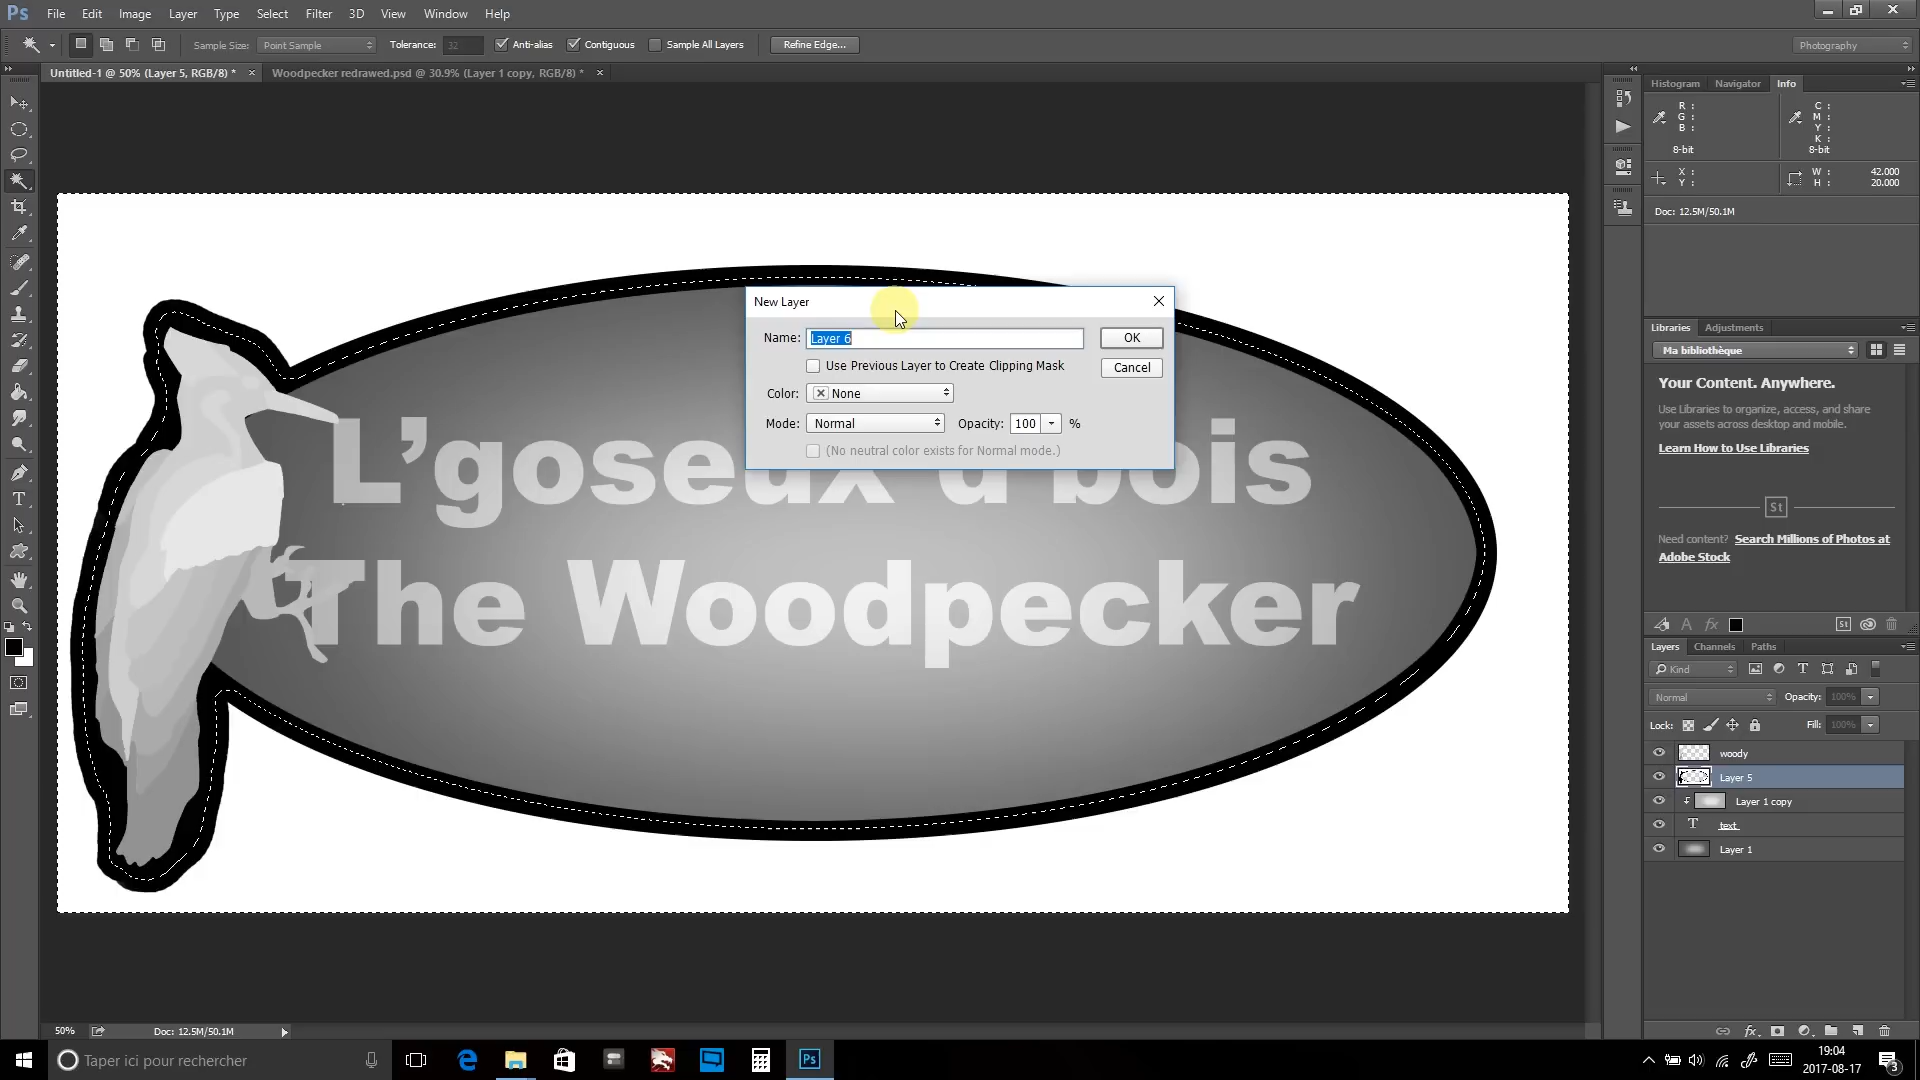 Ps File Edit Image Layer Type Select Filter 3D View Window Help
Sample Size: Point Sample Tolerance: 32 Anti-alias Contiguous Sample All Layers Refine Edge... Photography
Untitled-1 @ 50% (Layer 5, RGB/8) * × Woodpecker redrawed.psd @ 30.9% (Layer 1 copy, RGB/8) * ×
Histogram Navigator Info
R : C :
G : M :
B : Y :
K :
8-bit 8-bit
X : W : 42.000
Y : H : 20.000
Doc: 12.5M/50.1M
New Layer
Name: Layer 6 OK
Use Previous Layer to Create Clipping Mask Cancel
Color: None
Mode: Normal Opacity: 100 %
(No neutral color exists for Normal mode.)
L'goseux d'bois
The Woodpecker
Libraries Adjustments
Ma bibliothèque
Your Content. Anywhere.
Use Libraries to organize, access, and share
your assets across desktop and mobile.
Learn How to Use Libraries
St
Need content? Search Millions of Photos at
Adobe Stock
Layers Channels Paths
Kind
Normal Opacity: 100%
Lock: Fill: 100%
woody
Layer 5
Layer 1 copy
T text
Layer 1
50% Doc: 12.5M/50.1M
Taper ici pour rechercher Ps 19:04
2017-08-17 3